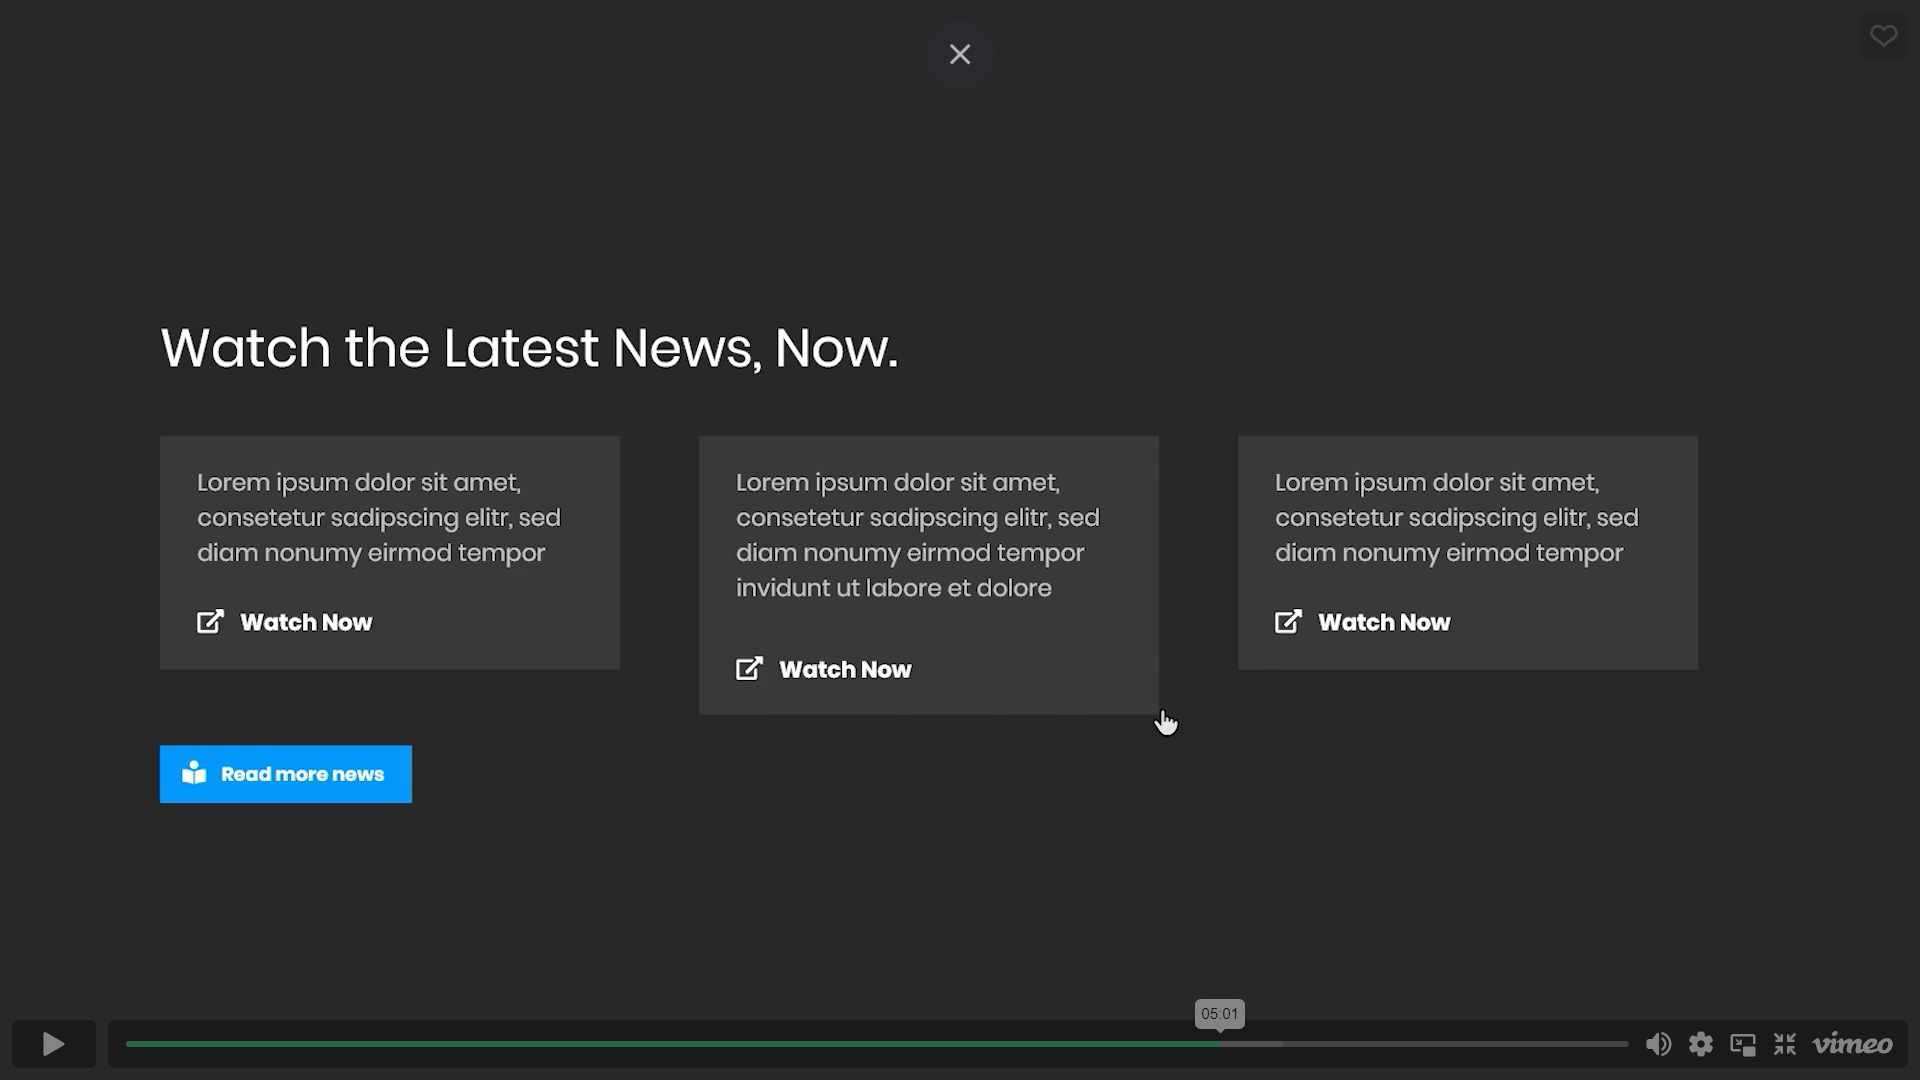 Watch the Latest News, Now.
Lorem ipsum dolor sit amet,
consetetur sadipscing elitr, sed
diam nonumy eirmod tempor
Watch Now
Lorem ipsum dolor sit amet,
consetetur sadipscing elitr, sed
diam nonumy eirmod tempor
invidunt ut labore et dolore
Watch Now
Lorem ipsum dolor sit amet,
consetetur sadipscing elitr, sed
diam nonumy eirmod tempor
Watch Now
Read more news
05:01
vimeo